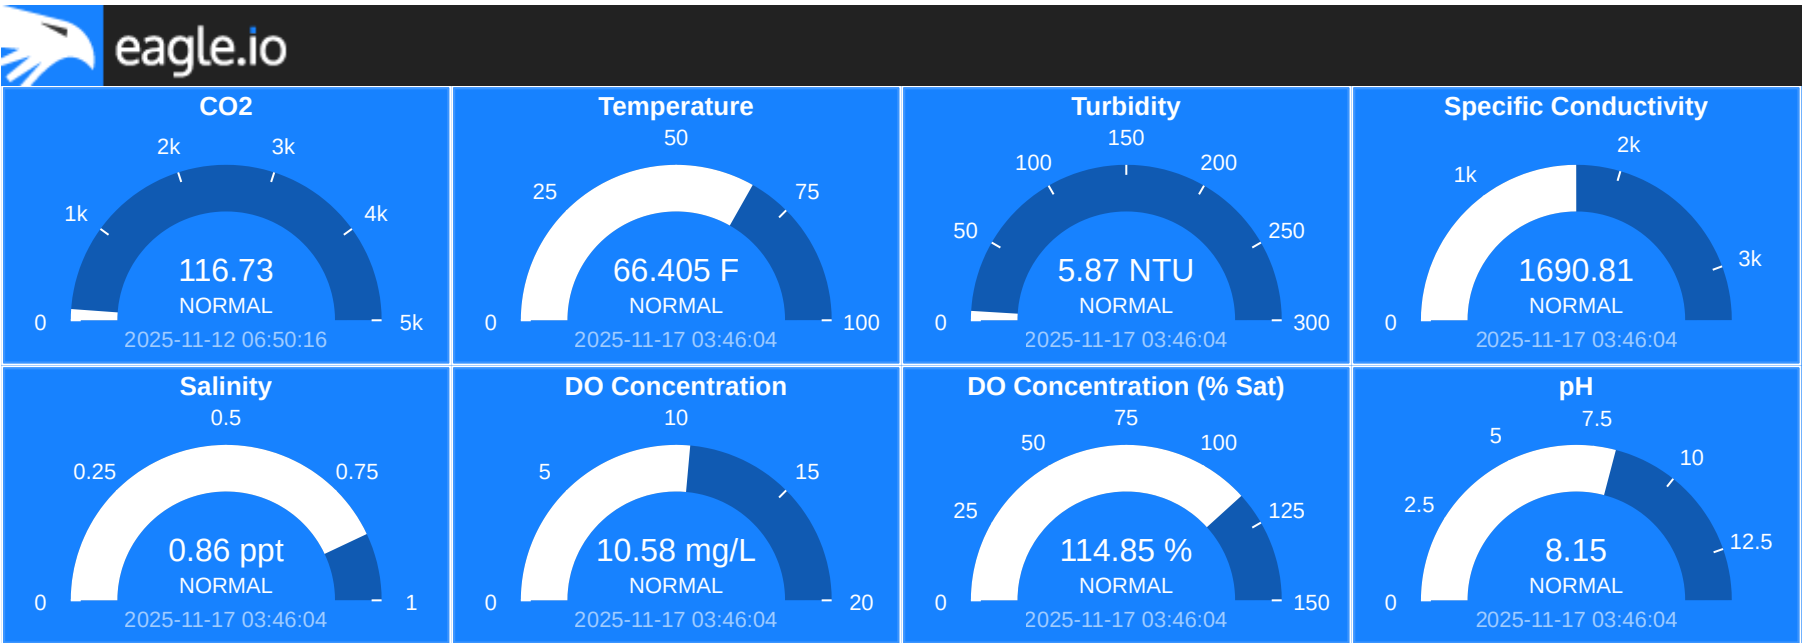 eagle.io
CO2
0
1k
2k
3k
4k
5k
116.73
NORMAL
2025-11-12 06:50:16
Temperature
0
25
50
75
100
66.405 F
NORMAL
2025-11-17 03:46:04
Turbidity
0
50
100
150
200
250
300
5.87 NTU
NORMAL
2025-11-17 03:46:04
Specific Conductivity
0
1k
2k
3k
1690.81
NORMAL
2025-11-17 03:46:04
Salinity
0
0.25
0.5
0.75
1
0.86 ppt
NORMAL
2025-11-17 03:46:04
DO Concentration
0
5
10
15
20
10.58 mg/L
NORMAL
2025-11-17 03:46:04
DO Concentration (% Sat)
0
25
50
75
100
125
150
114.85 %
NORMAL
2025-11-17 03:46:04
pH
0
2.5
5
7.5
10
12.5
8.15
NORMAL
2025-11-17 03:46:04